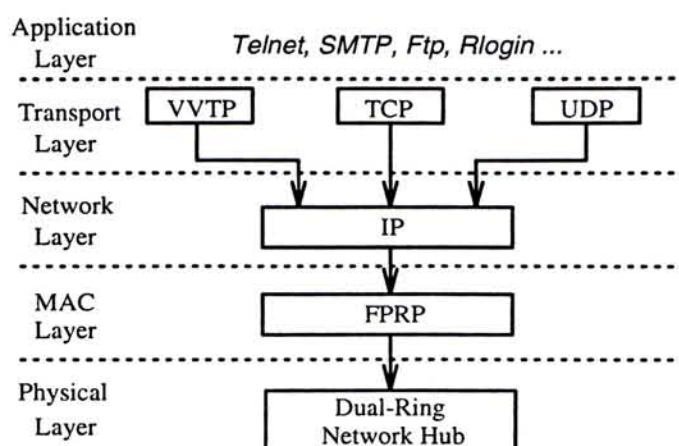 Application
Layer
Telnet, SMTP, Ftp, Rlogin ...
Transport
Layer
VVTP
TCP
UDP
Network
Layer
IP
MAC
Layer
FPRP
Physical
Layer
Dual-Ring
Network Hub